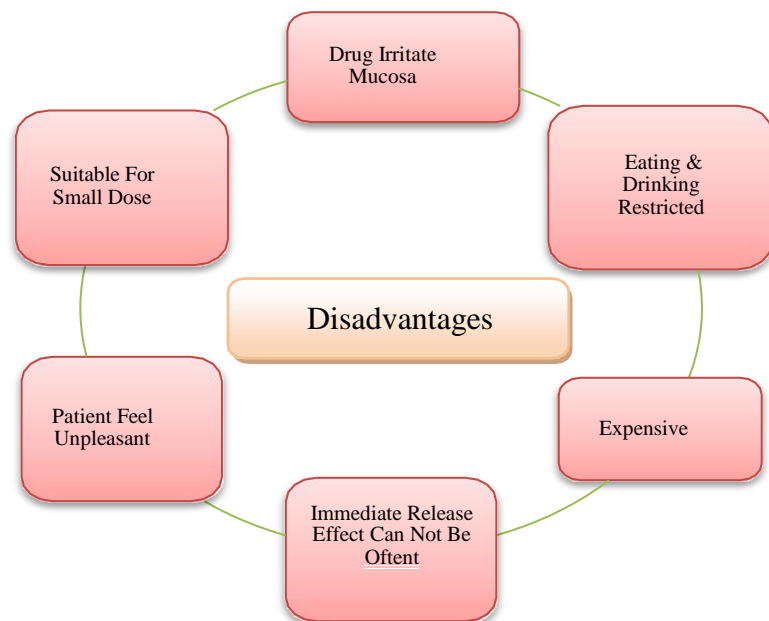 Drug Irritate
Mucosa
Eating &
Drinking
Restricted
Expensive
Immediate Release
Effect Can Not Be
Oftent
Patient Feel
Unpleasant
Suitable For
Small Dose
Disadvantages